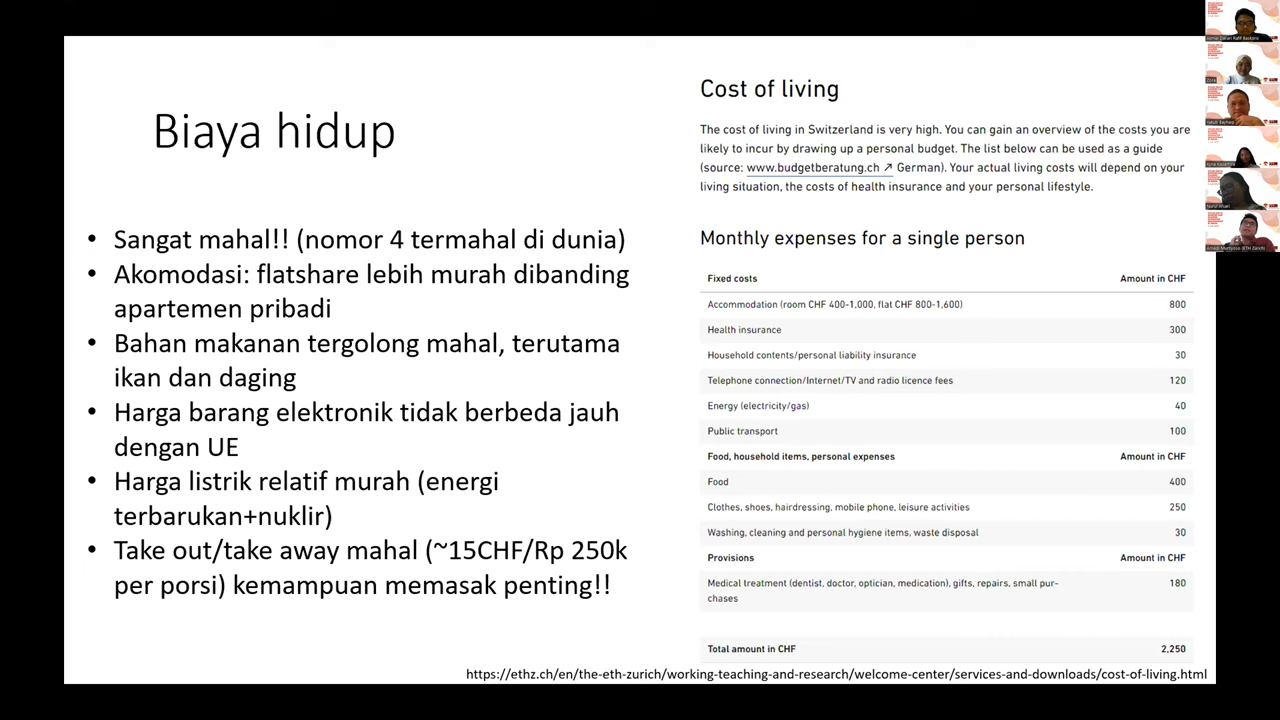 Biaya hidup
• Sangat mahal!! (nomor 4 termahal di dunia)
• Akomodasi: flatshare lebih murah dibanding
apartemen pribadi
• Bahan makanan tergolong mahal, terutama
ikan dan daging
• Harga barang elektronik tidak berbeda jauh
dengan UE
• Harga listrik relatif murah (energi
terbarukan+nuklir)
• Take out/take away mahal (~15CHF/Rp 250k
per porsi) kemampuan memasak penting!!
Cost of living
The cost of living in Switzerland is very high. You can gain an overview of the costs you are
likely to incur by drawing up a personal budget. The list below can be used as a guide
(source: www.budgetberatung.ch ↗ German). Your actual living costs will depend on your
living situation, the costs of health insurance and your personal lifestyle.
Monthly expenses for a single person
Fixed costs Amount in CHF
Accommodation (room CHF 400-1,000, flat CHF 800-1,600) 800
Health insurance 300
Household contents/personal liability insurance 30
Telephone connection/Internet/TV and radio licence fees 120
Energy (electricity/gas) 40
Public transport 100
Food, household items, personal expenses Amount in CHF
Food 400
Clothes, shoes, hairdressing, mobile phone, leisure activities 250
Washing, cleaning and personal hygiene items, waste disposal 30
Provisions Amount in CHF
Medical treatment (dentist, doctor, optician, medication), gifts, repairs, small pur-
chases 180
Total amount in CHF 2,250
https://ethz.ch/en/the-eth-zurich/working-teaching-and-research/welcome-center/services-and-downloads/cost-of-living.html